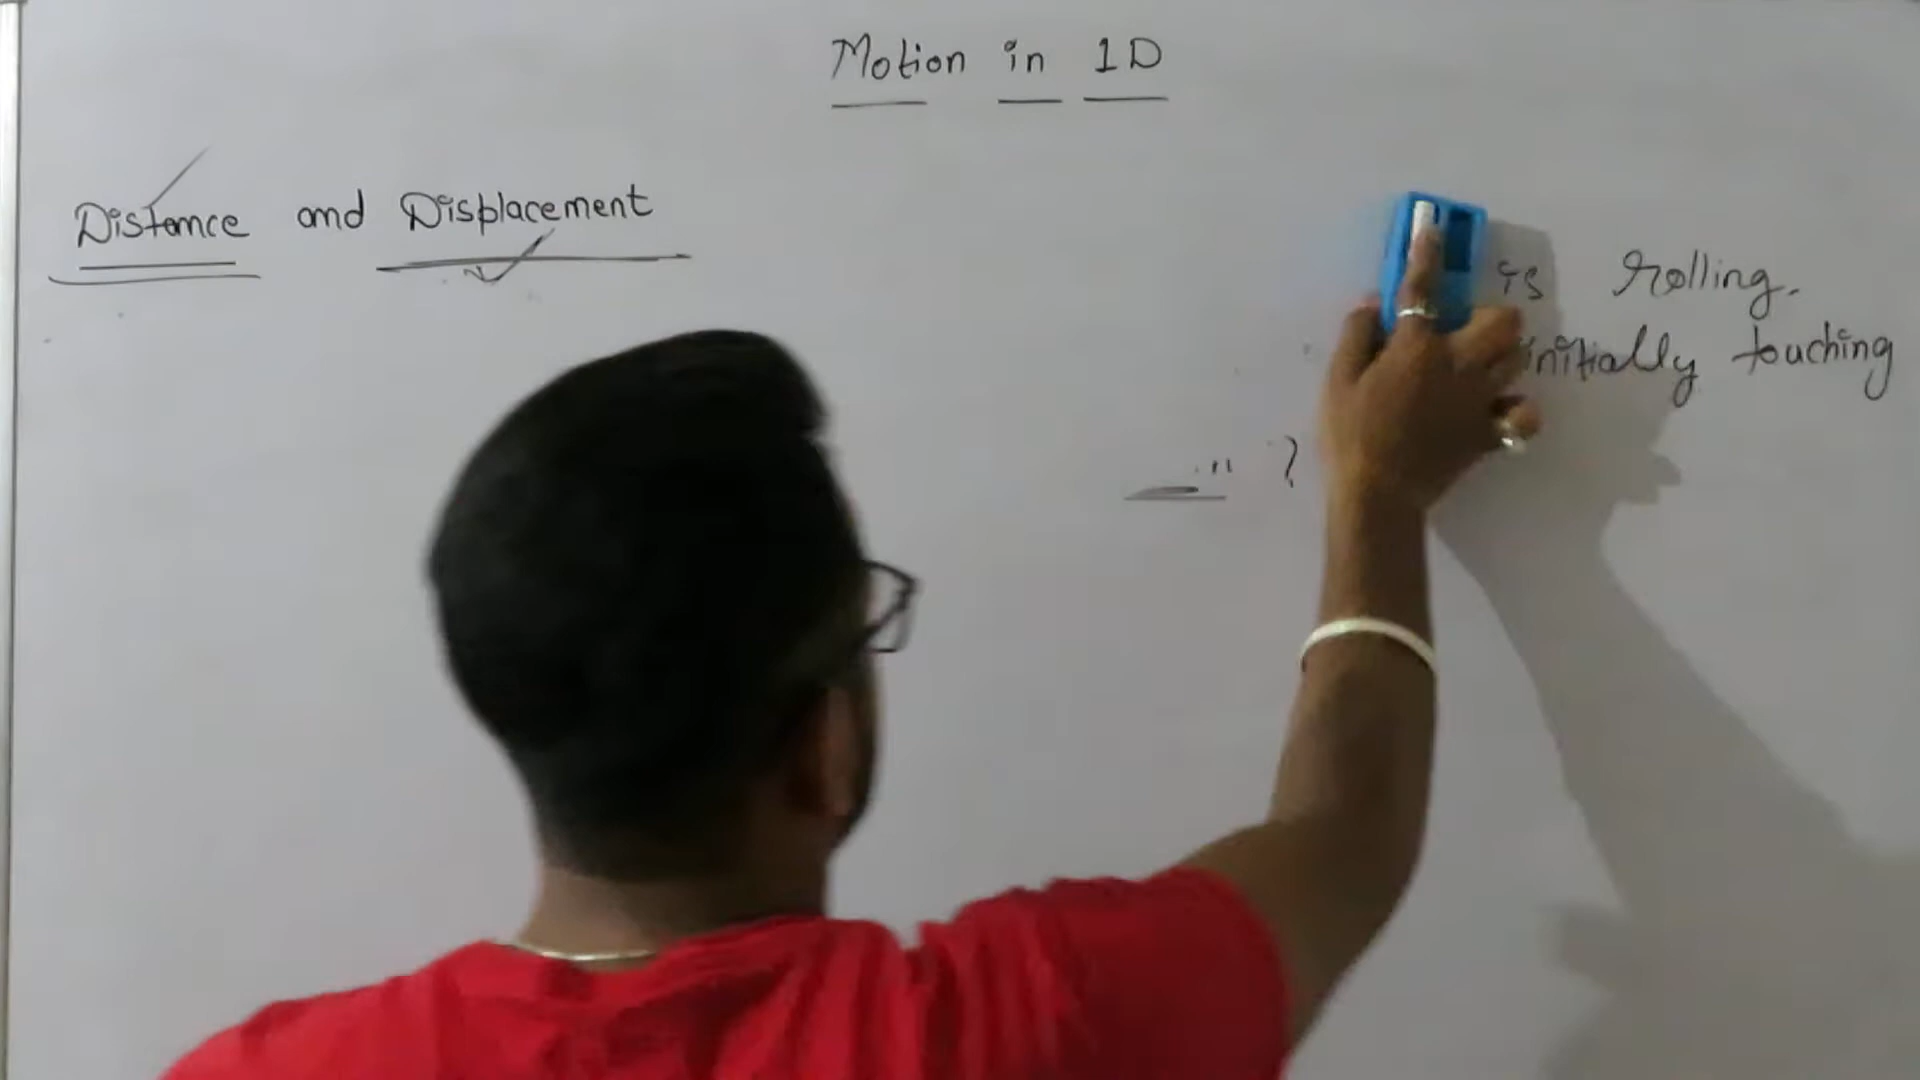 Motion in 1D
Distance and Displacement
is rolling.
initially touching
?